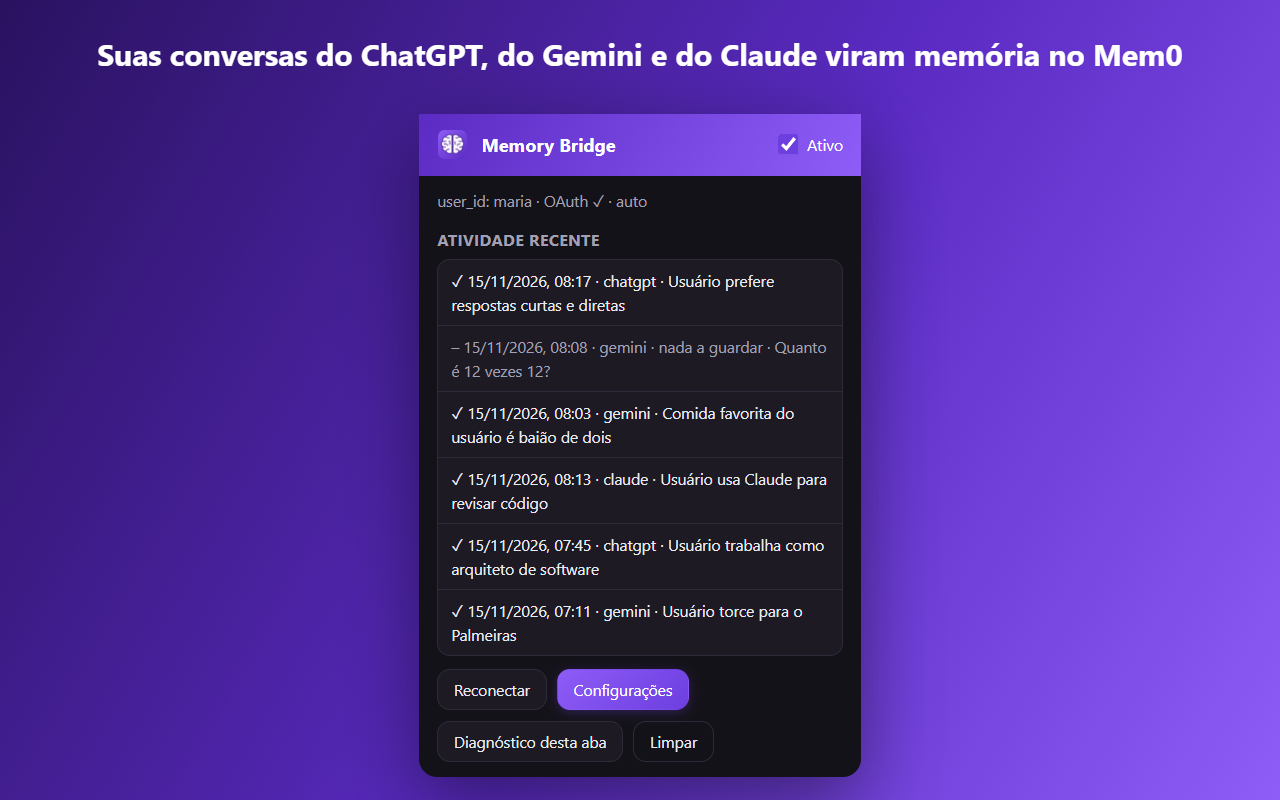 Suas conversas do ChatGPT, do Gemini e do Claude viram memória no Mem0
Memory Bridge
Ativo
user_id: maria · OAuth ✓ · auto
ATIVIDADE RECENTE
✓ 15/11/2026, 08:17 · chatgpt · Usuário prefere
respostas curtas e diretas
– 15/11/2026, 08:08 · gemini · nada a guardar · Quanto
é 12 vezes 12?
✓ 15/11/2026, 08:03 · gemini · Comida favorita do
usuário é baião de dois
✓ 15/11/2026, 08:13 · claude · Usuário usa Claude para
revisar código
✓ 15/11/2026, 07:45 · chatgpt · Usuário trabalha como
arquiteto de software
✓ 15/11/2026, 07:11 · gemini · Usuário torce para o
Palmeiras
Reconectar
Configurações
Diagnóstico desta aba
Limpar